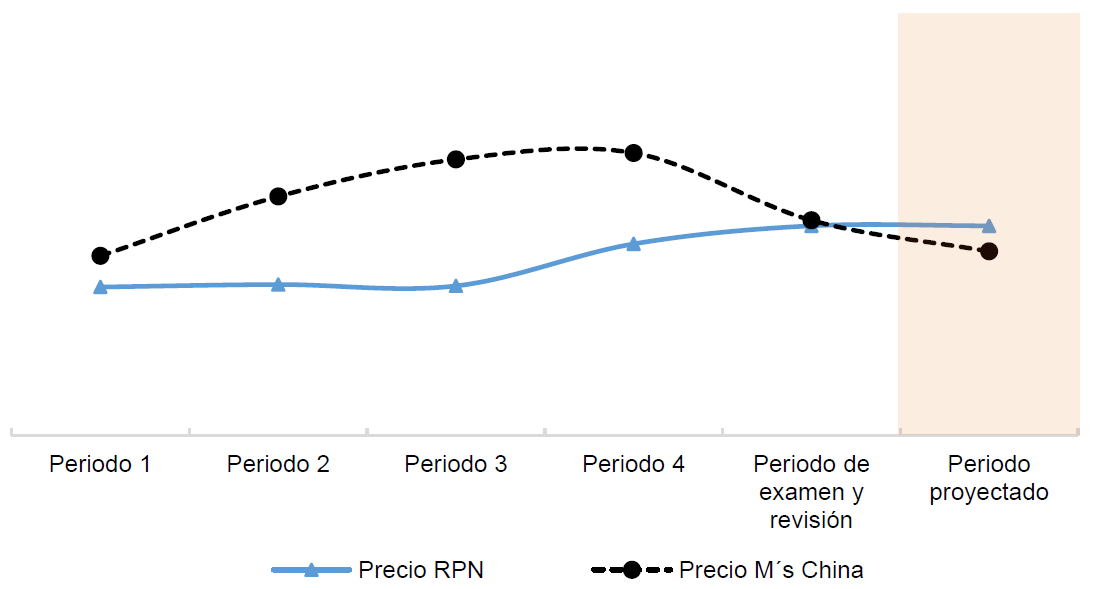 Periodo 1
Periodo 2
Periodo 3
Periodo 4
Periodo de
examen y
revisión
Periodo
proyectado
Precio RPN
Precio M´s China